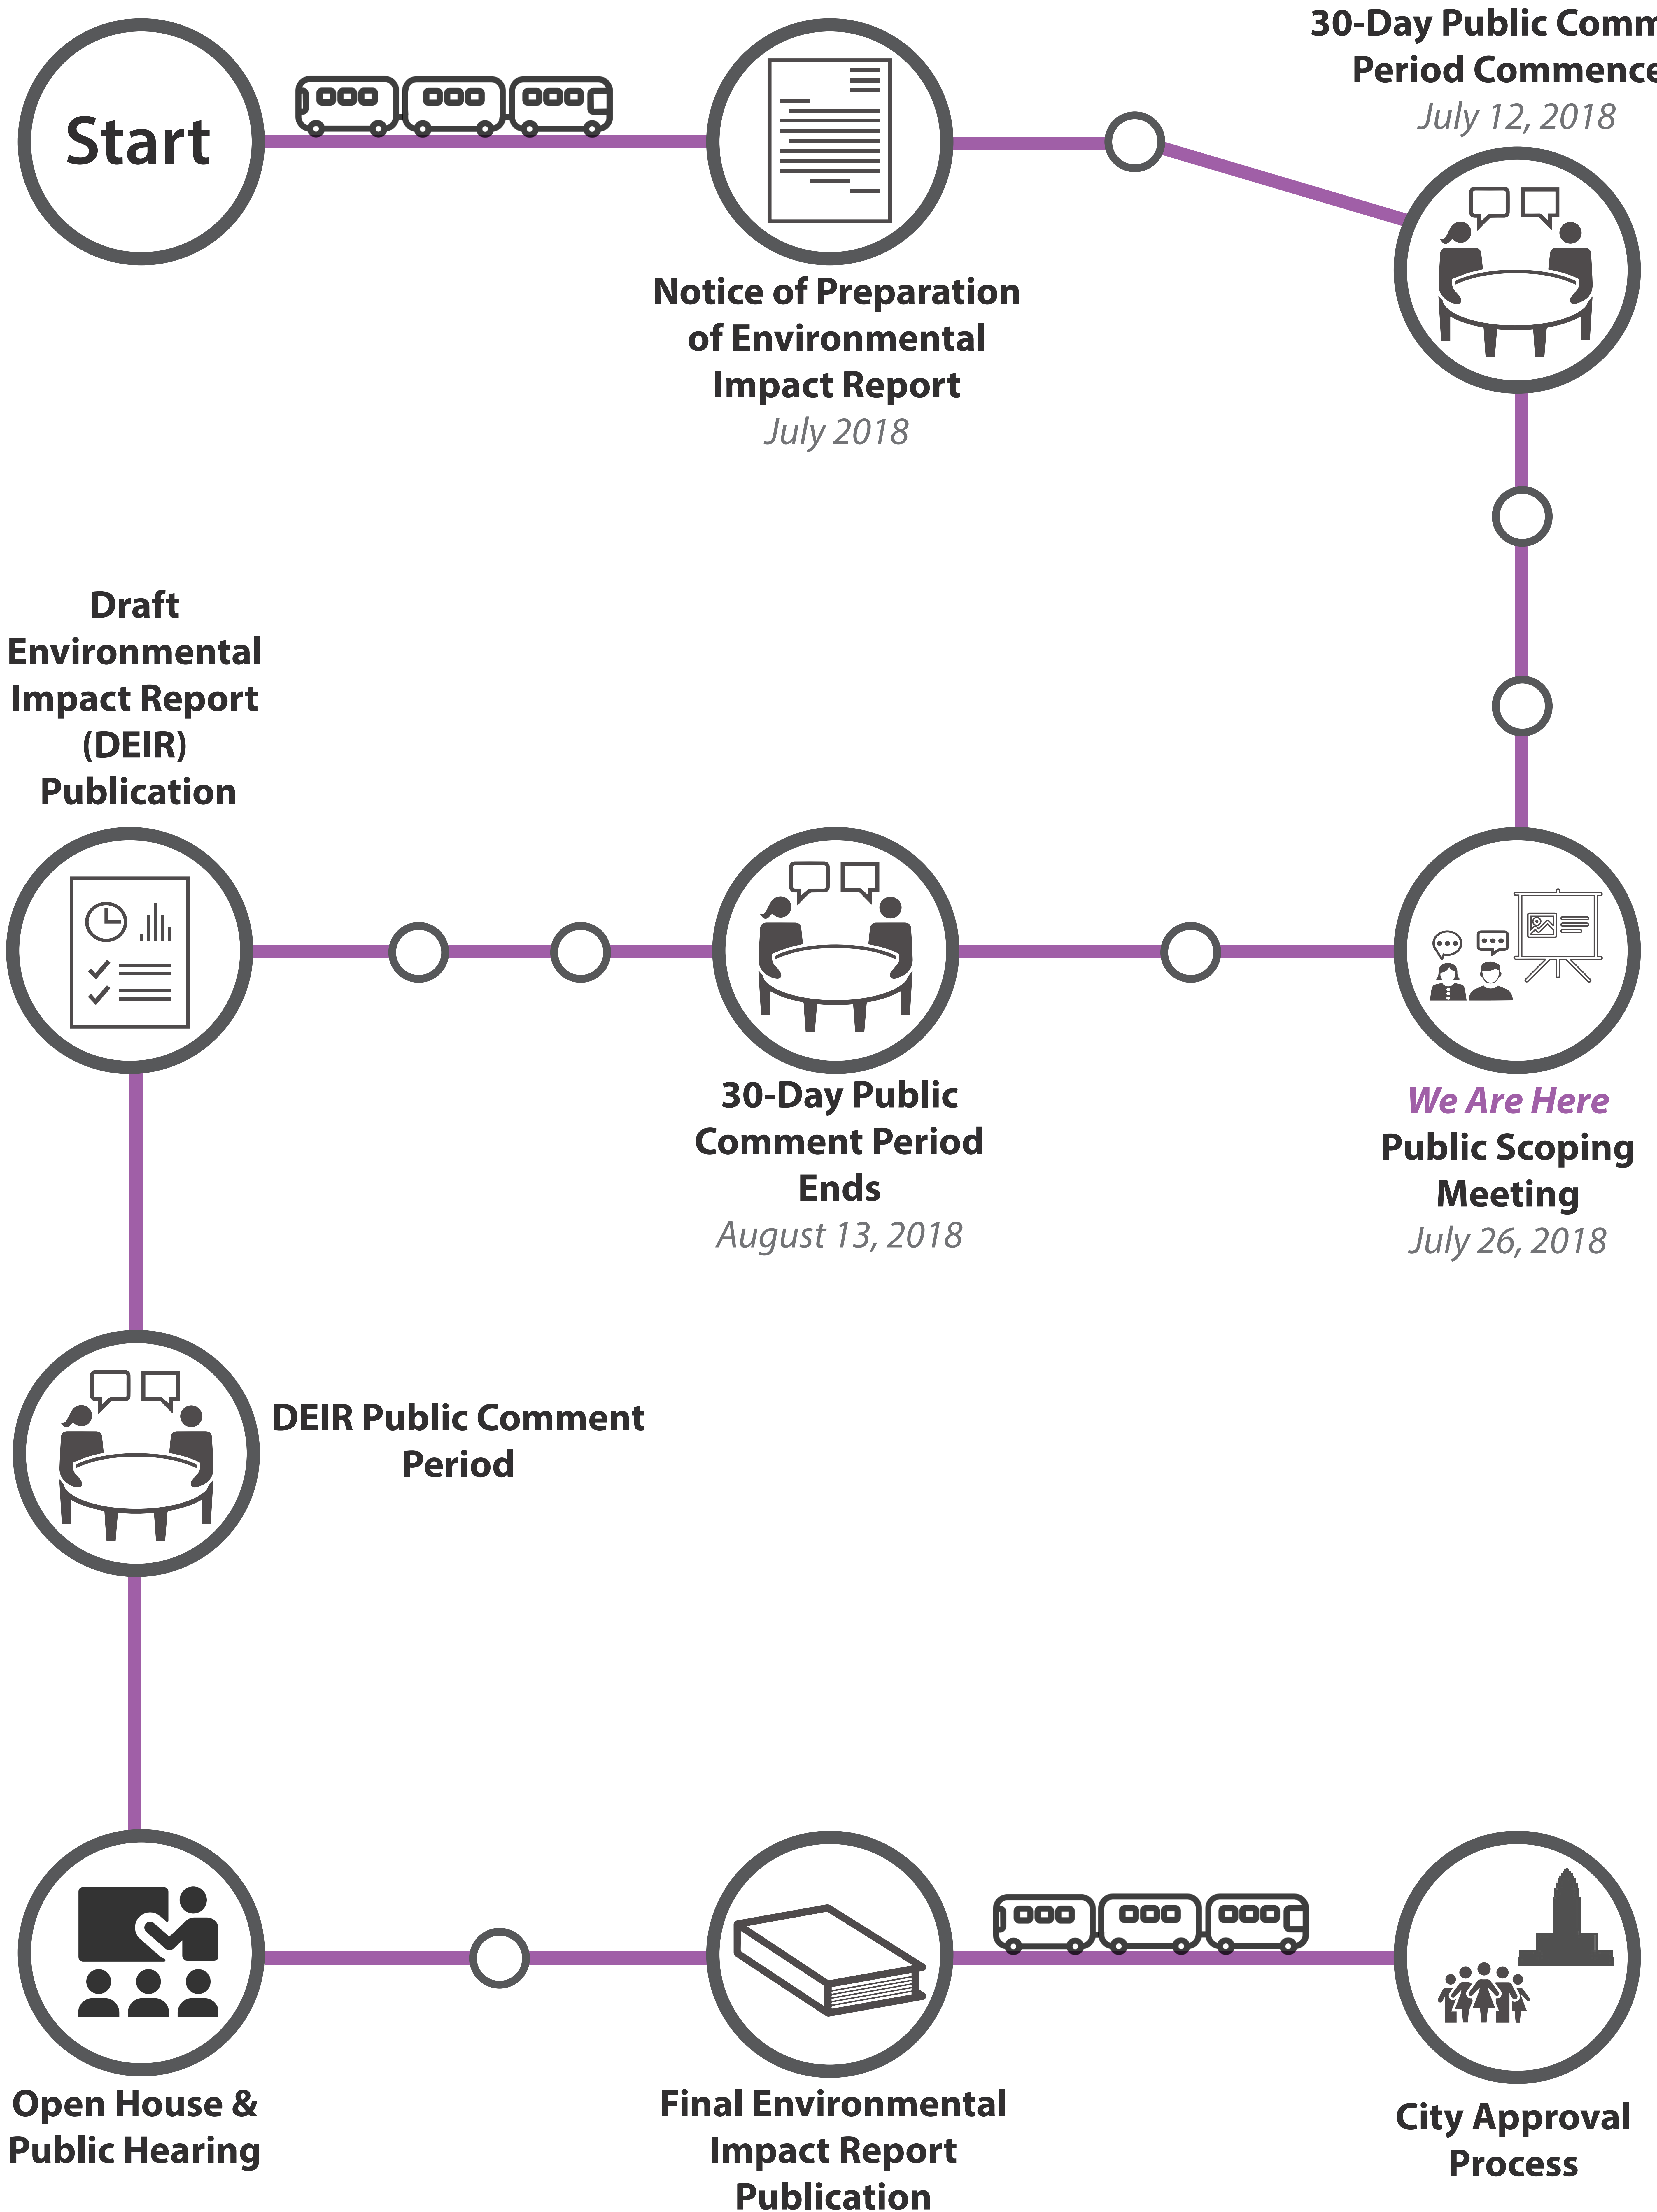 Start
Notice of Preparation
of Environmental
Impact Report
July 2018
30-Day Public Comm
Period Commence
July 12, 2018
We Are Here
Public Scoping
Meeting
July 26, 2018
30-Day Public
Comment Period
Ends
August 13, 2018
Draft
Environmental
Impact Report
(DEIR)
Publication
DEIR Public Comment
Period
Open House &
Public Hearing
Final Environmental
Impact Report
Publication
City Approval
Process